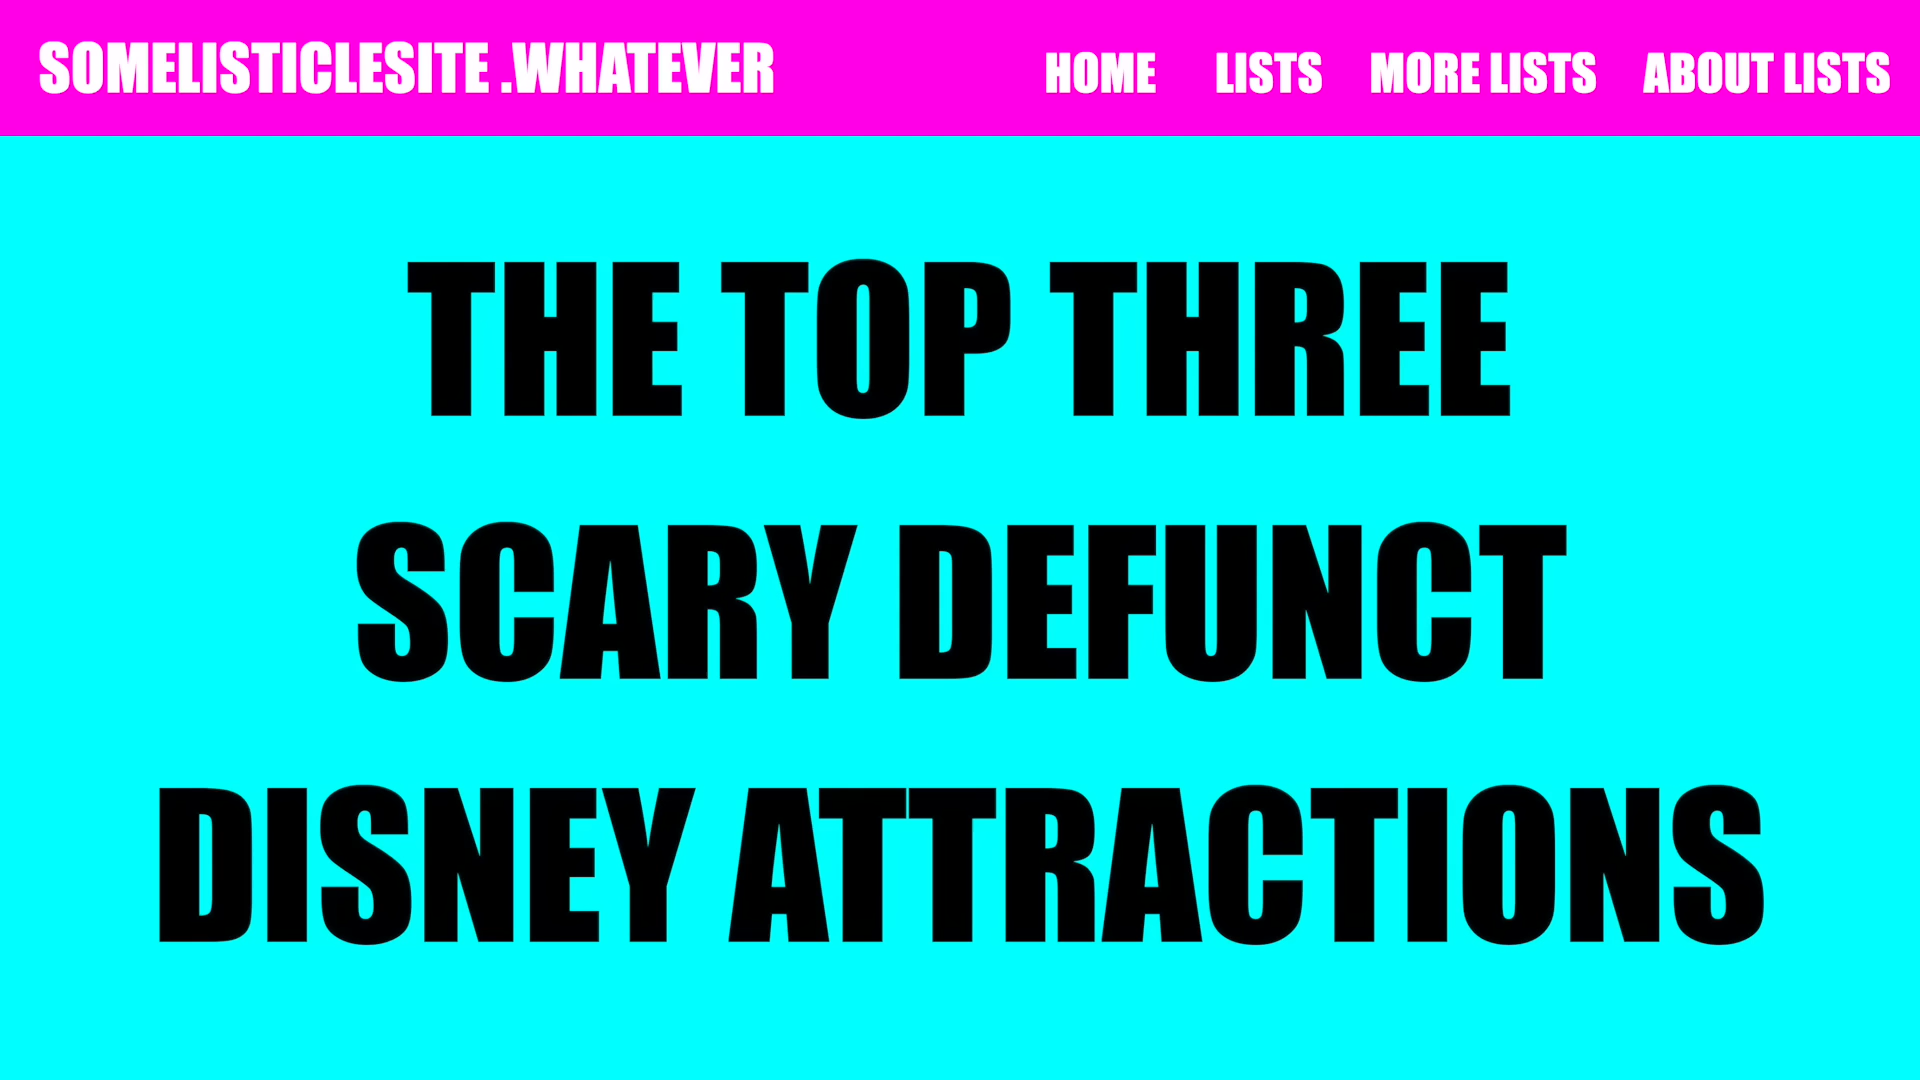 SOMELISTICLESITE .WHATEVER
HOME LISTS MORE LISTS ABOUT LISTS
THE TOP THREE
SCARY DEFUNCT
DISNEY ATTRACTIONS